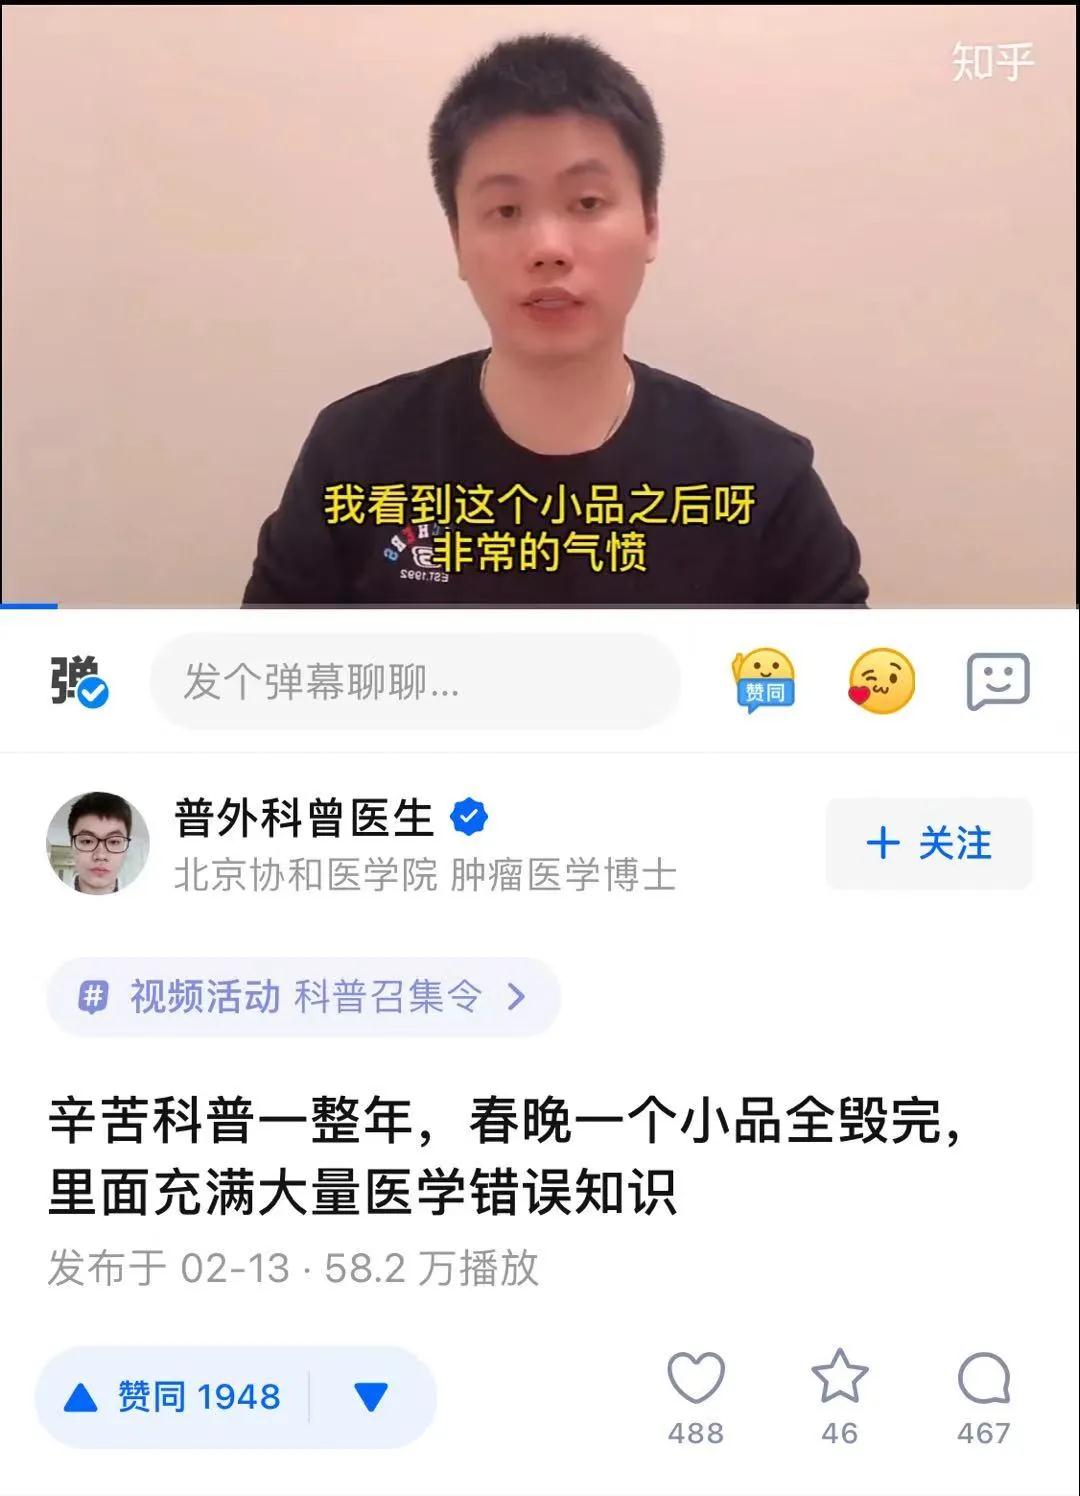 知乎
我看到这个小品之后呀
非常的气愤
EST.1992
弹
发个弹幕聊聊...
赞同
普外科曾医生
北京协和医学院 肿瘤医学博士
+ 关注
# 视频活动 科普召集令 >
辛苦科普一整年，春晚一个小品全毁完，
里面充满大量医学错误知识
发布于 02-13 · 58.2 万播放
赞同 1948
488
46
467